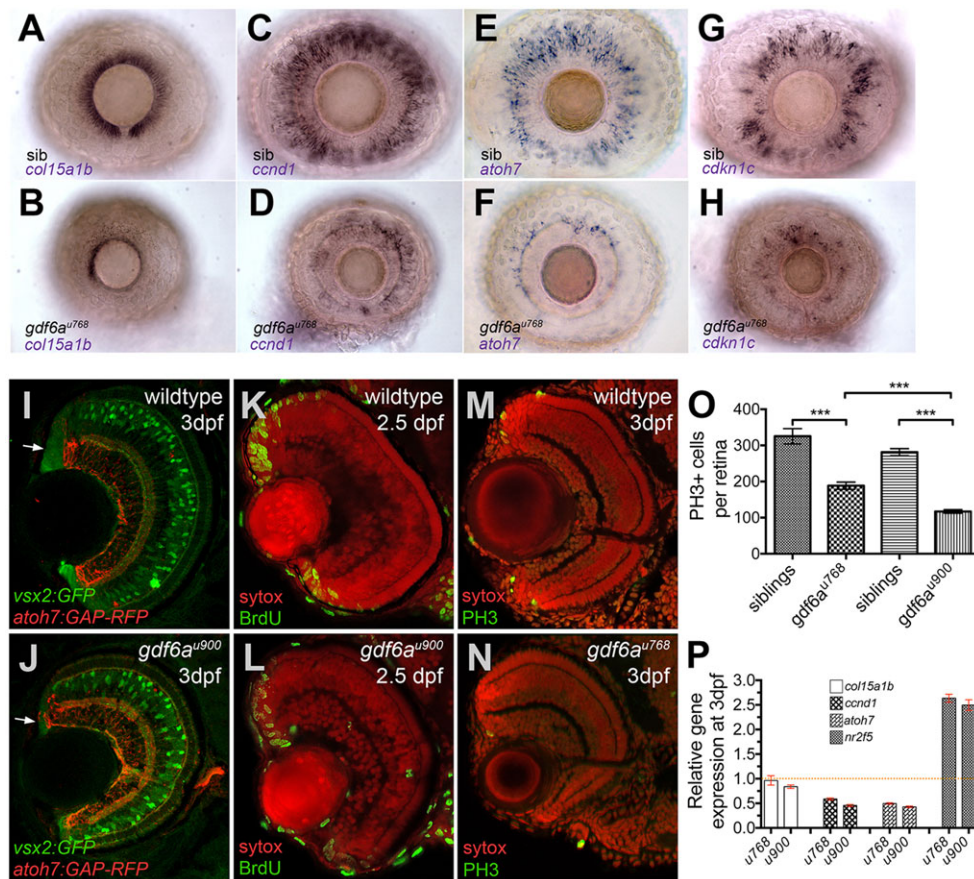 A
sib
col15a1b
C
sib
ccnd1
E
sib
atoh7
G
sib
cdkn1c
B
gdf6a^u768
col15a1b
D
gdf6a^u768
ccnd1
F
gdf6a^u768
atoh7
H
gdf6a^u768
cdkn1c
I
wildtype
3dpf
vsx2:GFP
atoh7:GAP-RFP
K
wildtype
2.5 dpf
sytox
BrdU
M
wildtype
sytox
PH3
O
PH3+ cells
per retina
400
300
200
100
0
***
***
***
siblings
gdf6a^u768
siblings
gdf6a^u900
J
gdf6a^u900
3dpf
vsx2:GFP
atoh7:GAP-RFP
L
gdf6a^u900
2.5 dpf
sytox
BrdU
N
gdf6a^u768
sytox
PH3
P
Relative gene
expression at 3dpf
3.0
2.5
2.0
1.5
1.0
0.5
0.0
col15a1b
ccnd1
atoh7
nr2f5
u768
u900
u768
u900
u768
u900
u768
u900